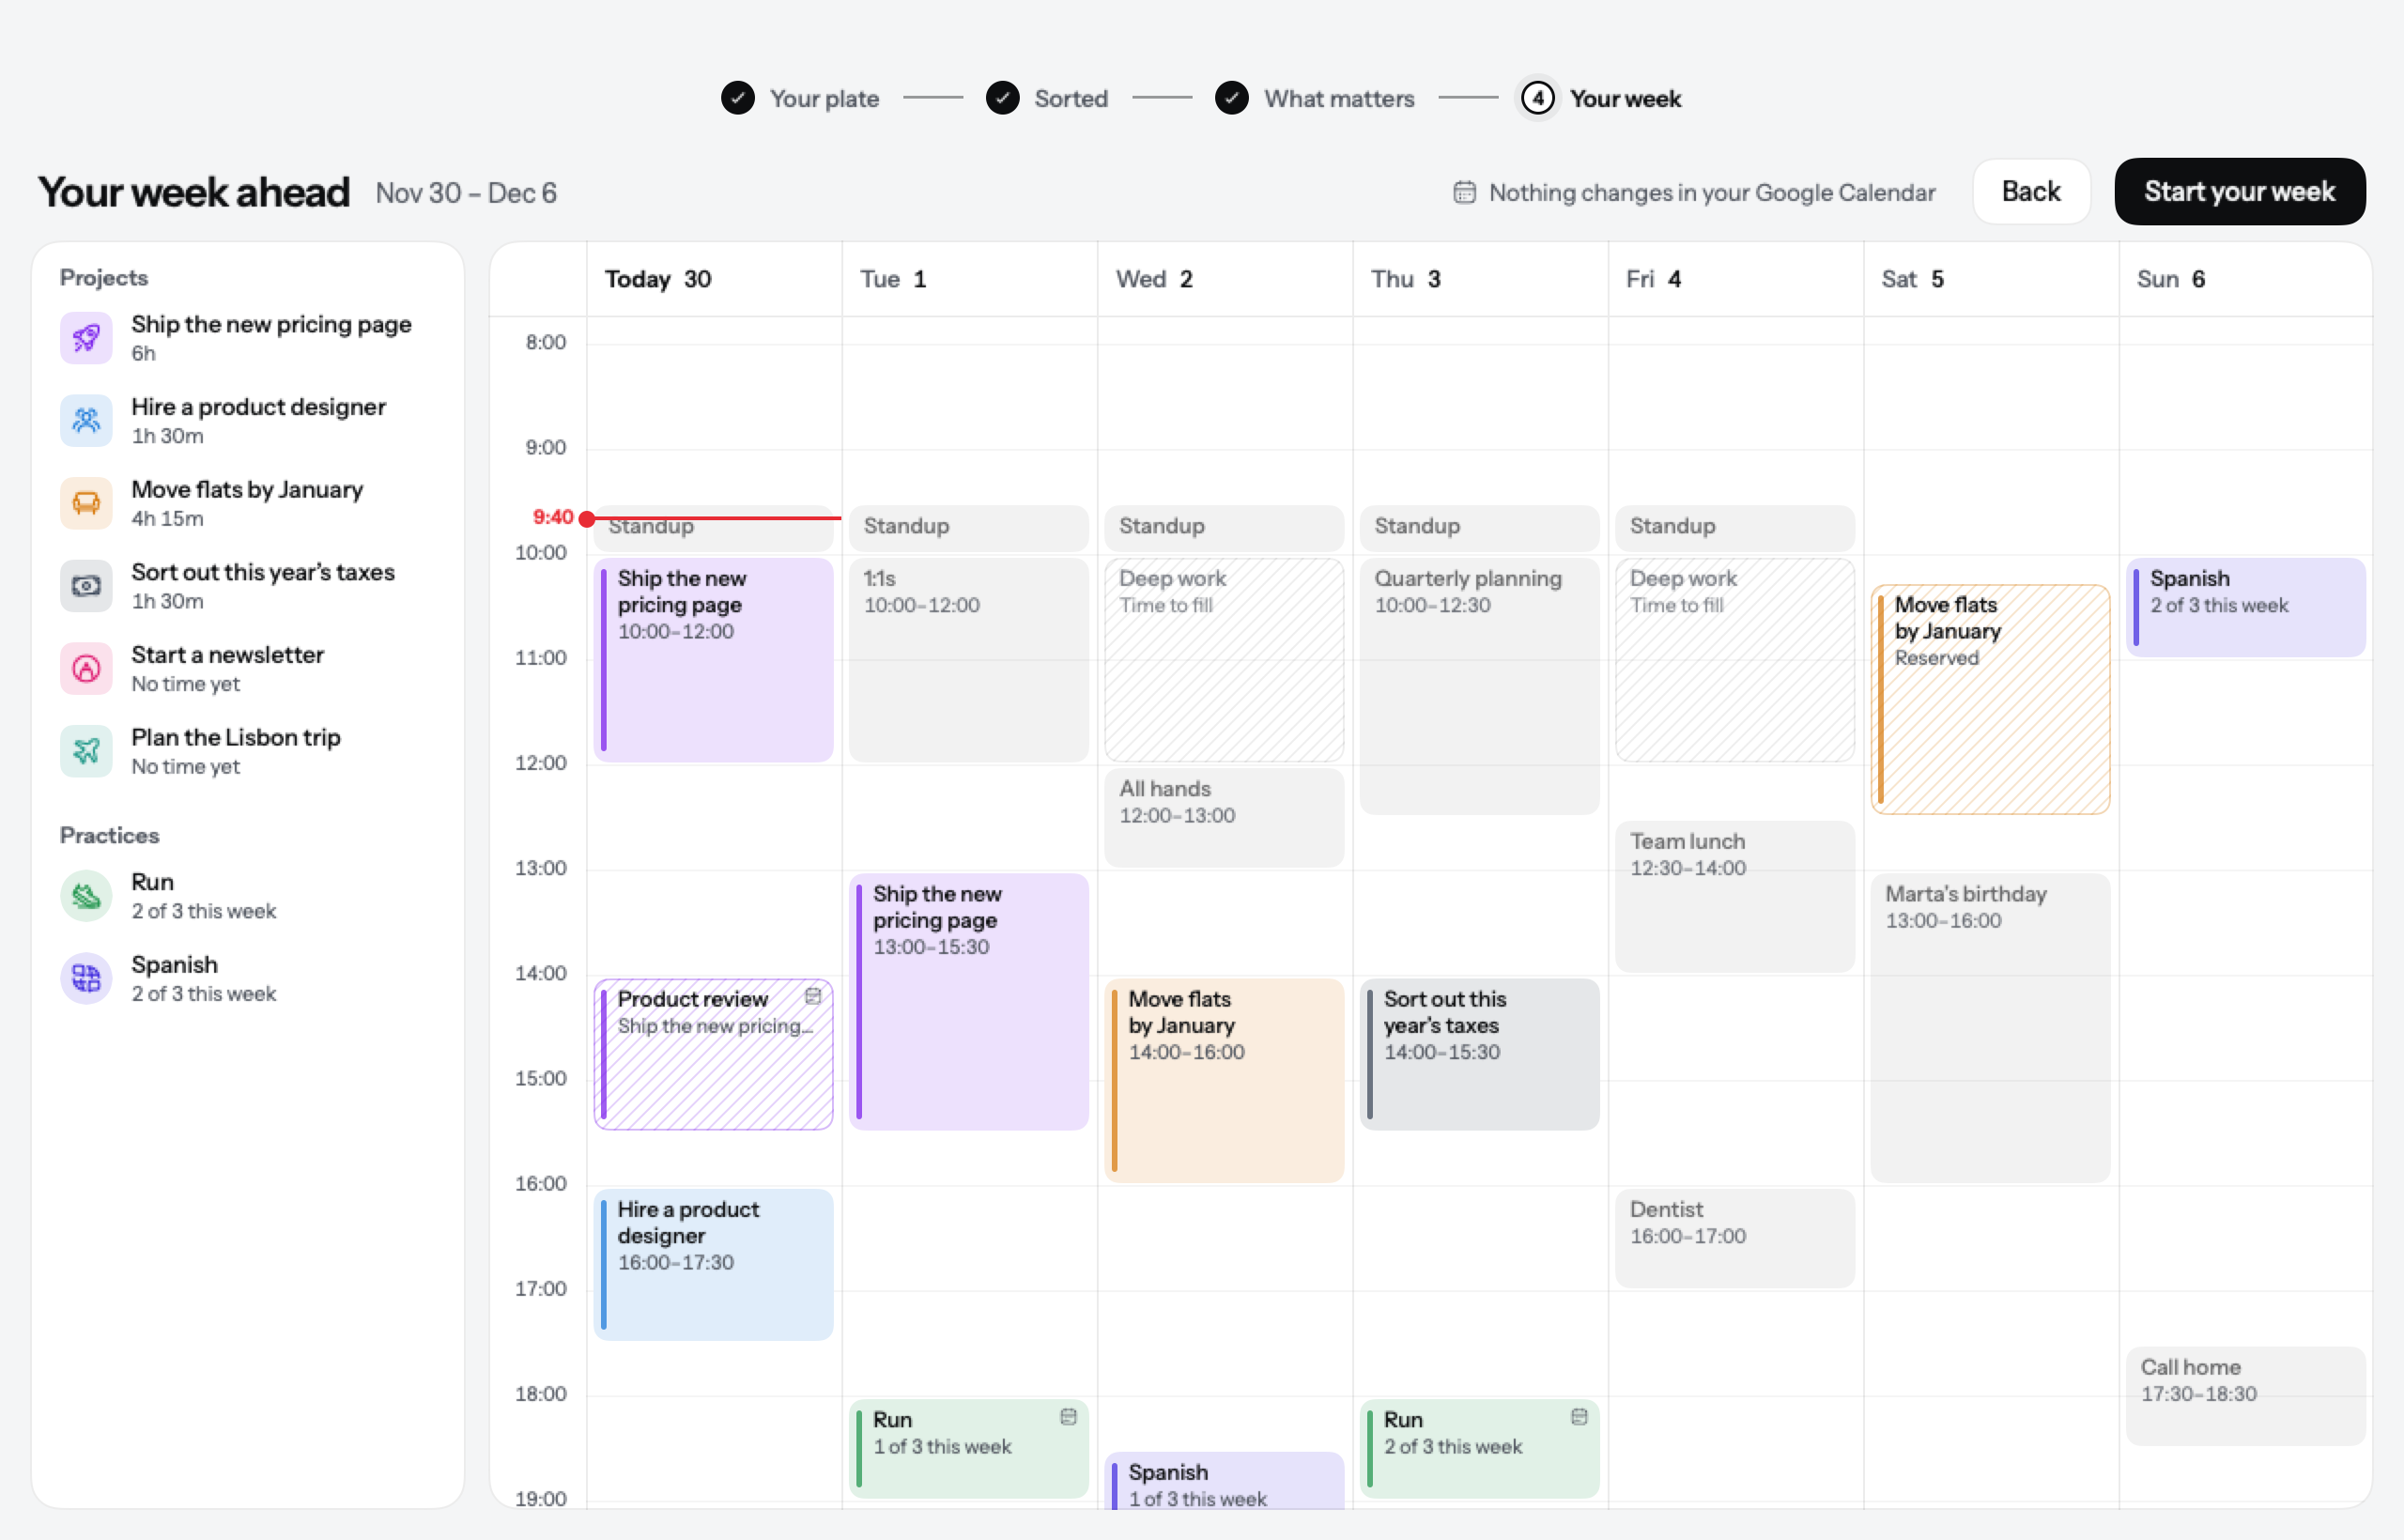 Your plate
Sorted
What matters
4 Your week
Your week ahead Nov 30 – Dec 6
Nothing changes in your Google Calendar
Back
Start your week
Projects
Ship the new pricing page
6h
Hire a product designer
1h 30m
Move flats by January
4h 15m
Sort out this year’s taxes
1h 30m
Start a newsletter
No time yet
Plan the Lisbon trip
No time yet
Practices
Run
2 of 3 this week
Spanish
2 of 3 this week
Today 30
Tue 1
Wed 2
Thu 3
Fri 4
Sat 5
Sun 6
8:00
9:00
9:40
10:00
11:00
12:00
13:00
14:00
15:00
16:00
17:00
18:00
19:00
Standup
Ship the new
pricing page
10:00–12:00
Product review
Ship the new pricing...
Hire a product
designer
16:00–17:30
Standup
1:1s
10:00–12:00
Ship the new
pricing page
13:00–15:30
Run
1 of 3 this week
Standup
Deep work
Time to fill
All hands
12:00–13:00
Move flats
by January
14:00–16:00
Spanish
1 of 3 this week
Standup
Quarterly planning
10:00–12:30
Sort out this
year’s taxes
14:00–15:30
Run
2 of 3 this week
Standup
Deep work
Time to fill
Team lunch
12:30–14:00
Dentist
16:00–17:00
Move flats
by January
Reserved
Marta’s birthday
13:00–16:00
Spanish
2 of 3 this week
Call home
17:30–18:30